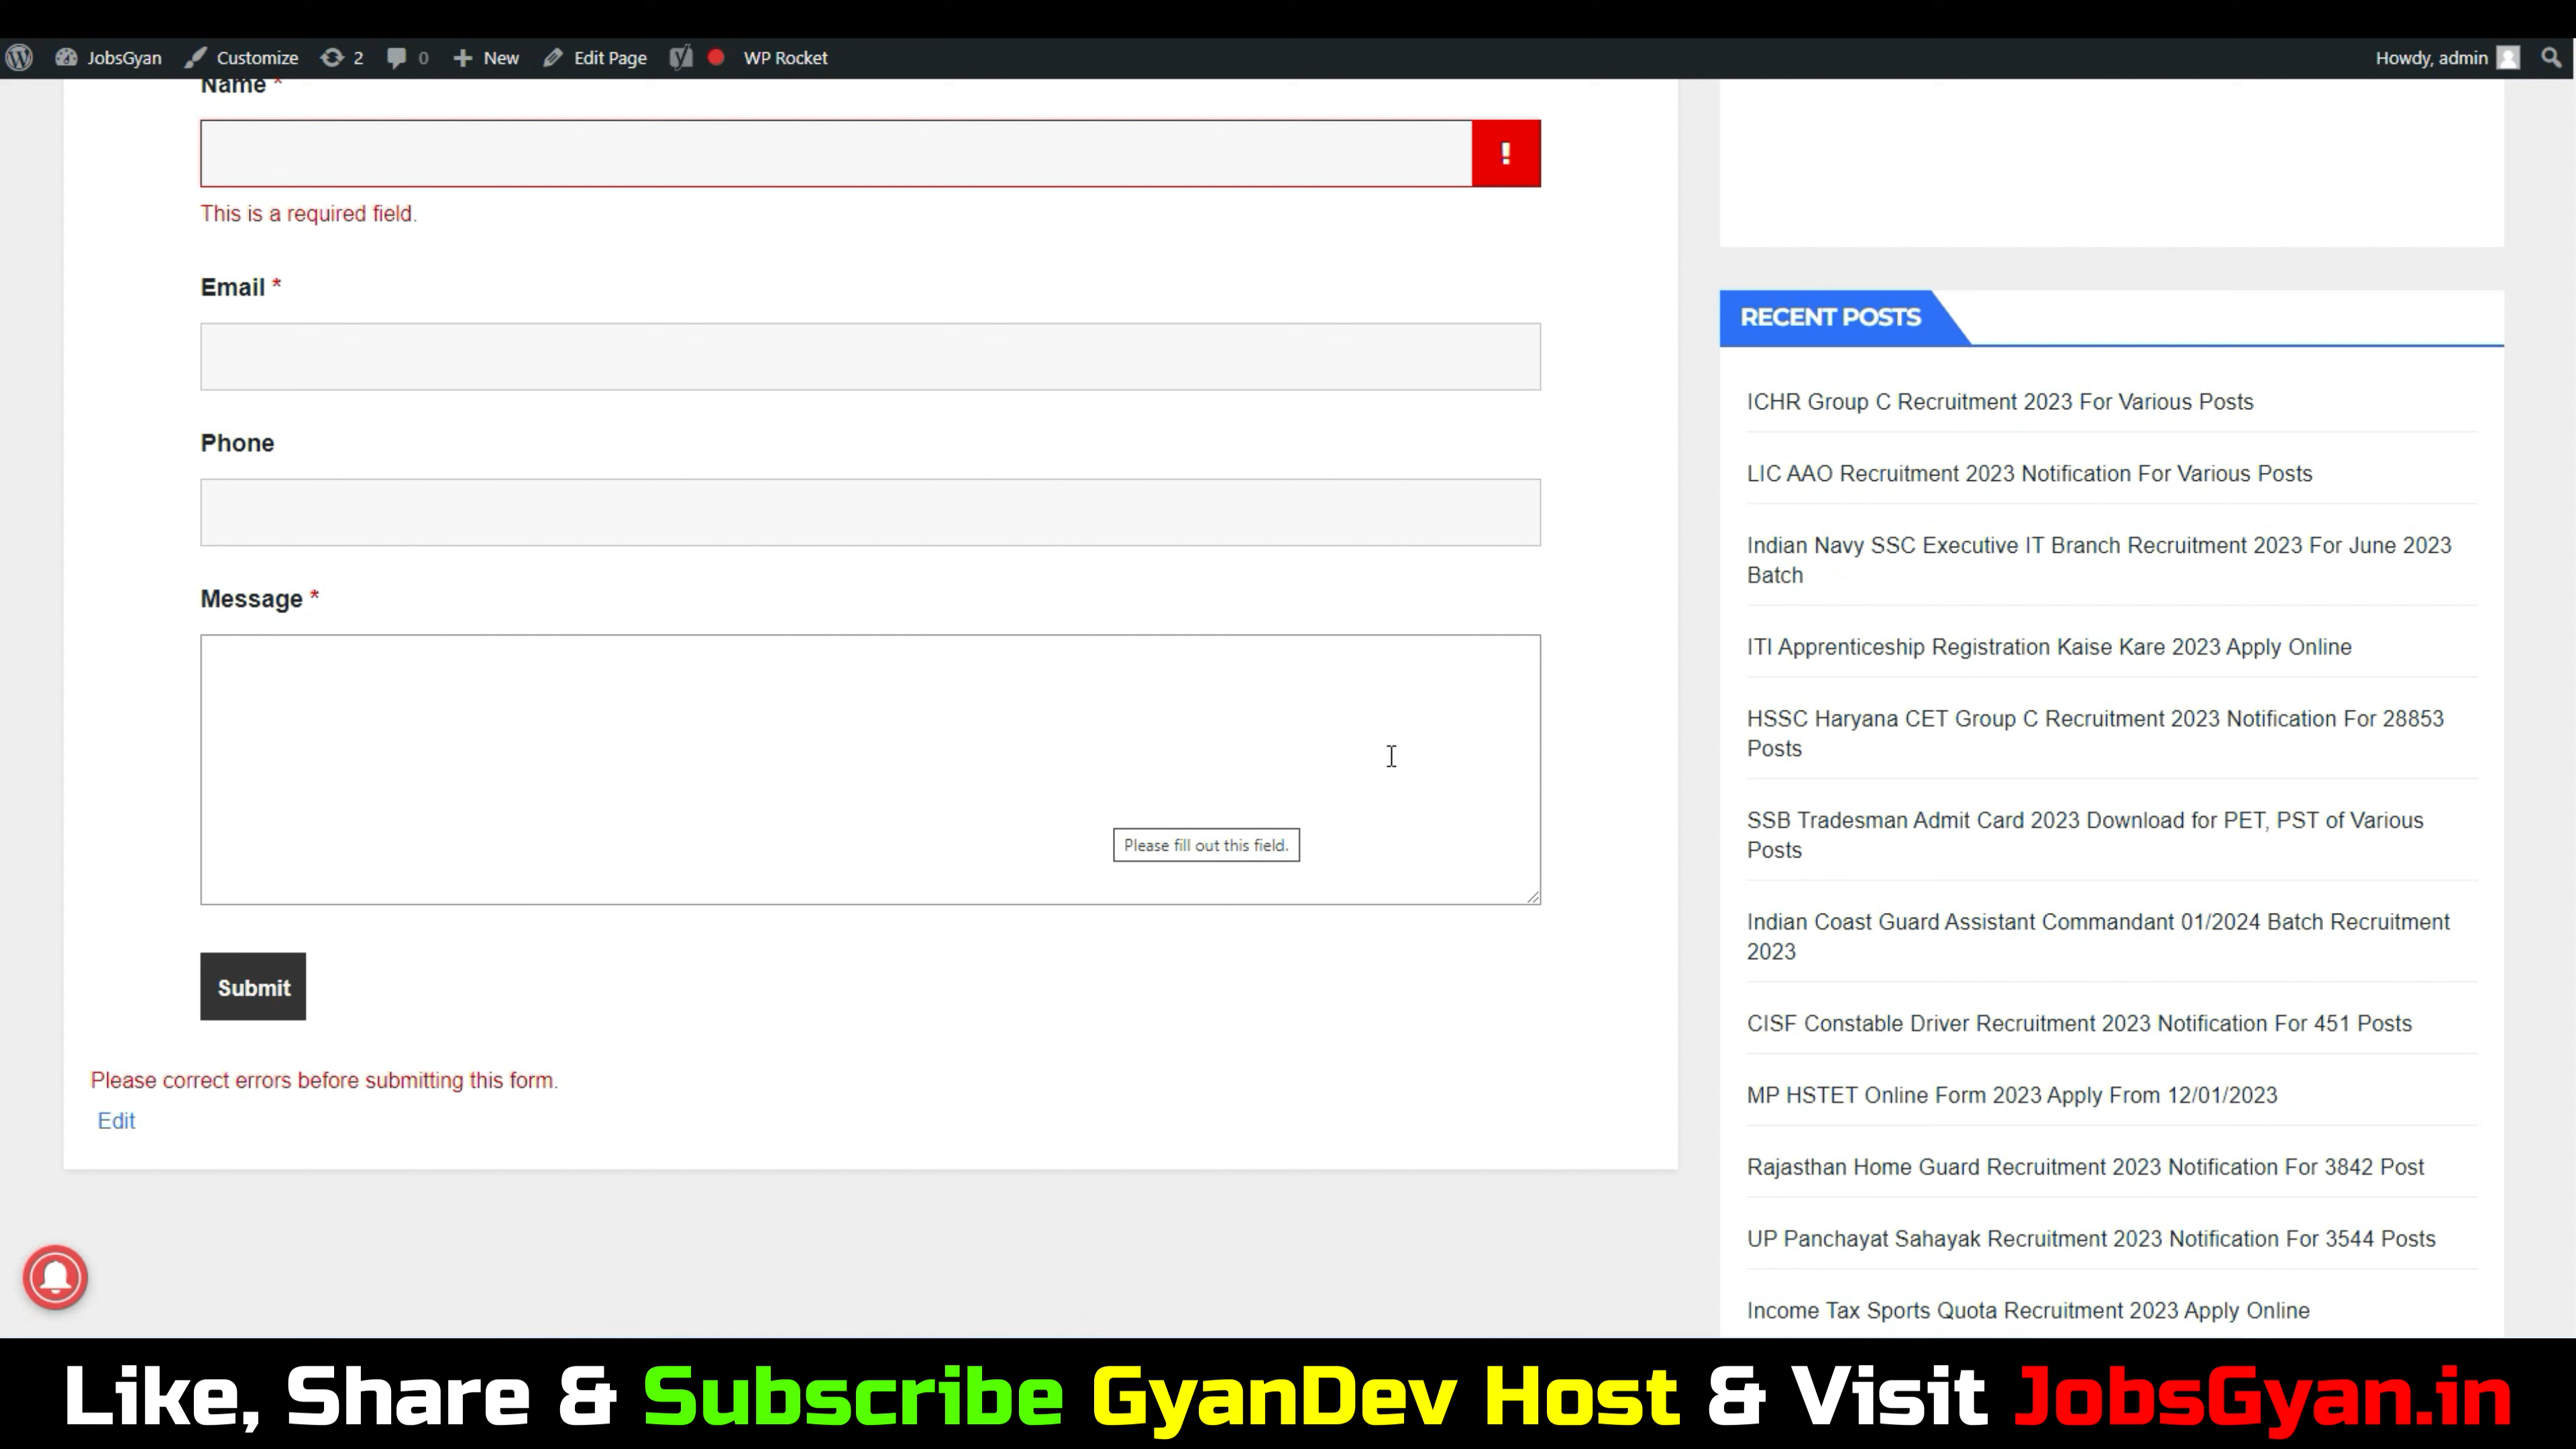 JobsGyan Customize 2 0 New Edit Page WP Rocket Howdy, admin
Name *
!
This is a required field.
Email *
Phone
Message *
Please fill out this field.
Submit
Please correct errors before submitting this form.
Edit
RECENT POSTS
ICHR Group C Recruitment 2023 For Various Posts
LIC AAO Recruitment 2023 Notification For Various Posts
Indian Navy SSC Executive IT Branch Recruitment 2023 For June 2023
Batch
ITI Apprenticeship Registration Kaise Kare 2023 Apply Online
HSSC Haryana CET Group C Recruitment 2023 Notification For 28853
Posts
SSB Tradesman Admit Card 2023 Download for PET, PST of Various
Posts
Indian Coast Guard Assistant Commandant 01/2024 Batch Recruitment
2023
CISF Constable Driver Recruitment 2023 Notification For 451 Posts
MP HSTET Online Form 2023 Apply From 12/01/2023
Rajasthan Home Guard Recruitment 2023 Notification For 3842 Post
UP Panchayat Sahayak Recruitment 2023 Notification For 3544 Posts
Income Tax Sports Quota Recruitment 2023 Apply Online
Like, Share & Subscribe GyanDev Host & Visit JobsGyan.in